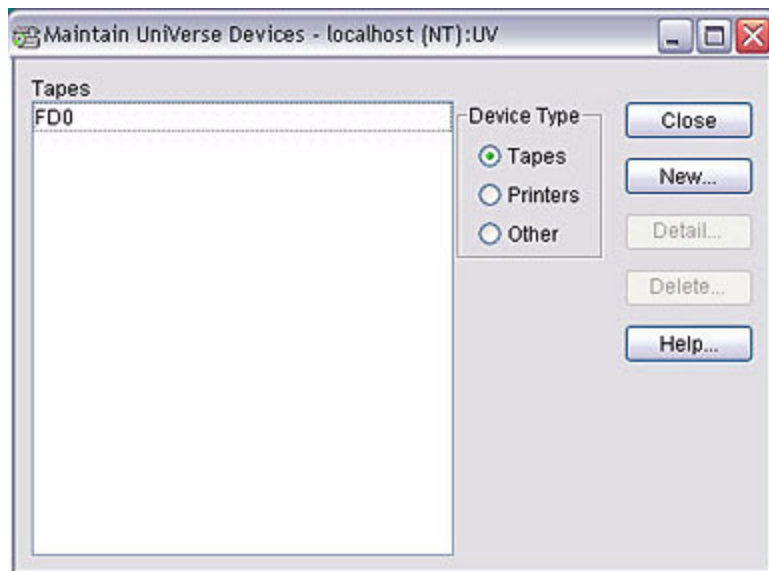 Maintain UniVerse Devices - localhost (NT):UV
Tapes
FD0
Device Type
Tapes
Printers
Other
Close
New...
Detail...
Delete...
Help...